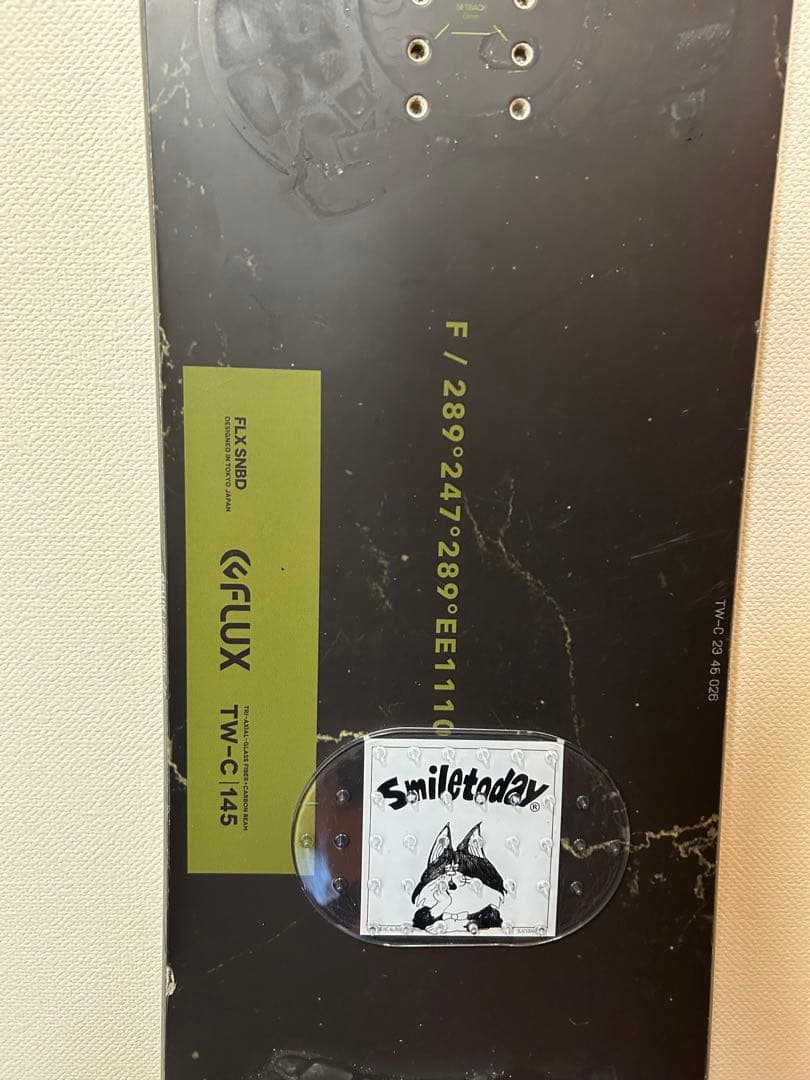 SETBACK
0mm
F / 289°247°289°EE1110
FLX SNBD
DESIGNED IN TOKYO JAPAN
FLUX
TRI-AXIAL-GLASS FIBER+CARBON BEAM
TW-C|145
TW-C 23 45 026
Smiletoday®